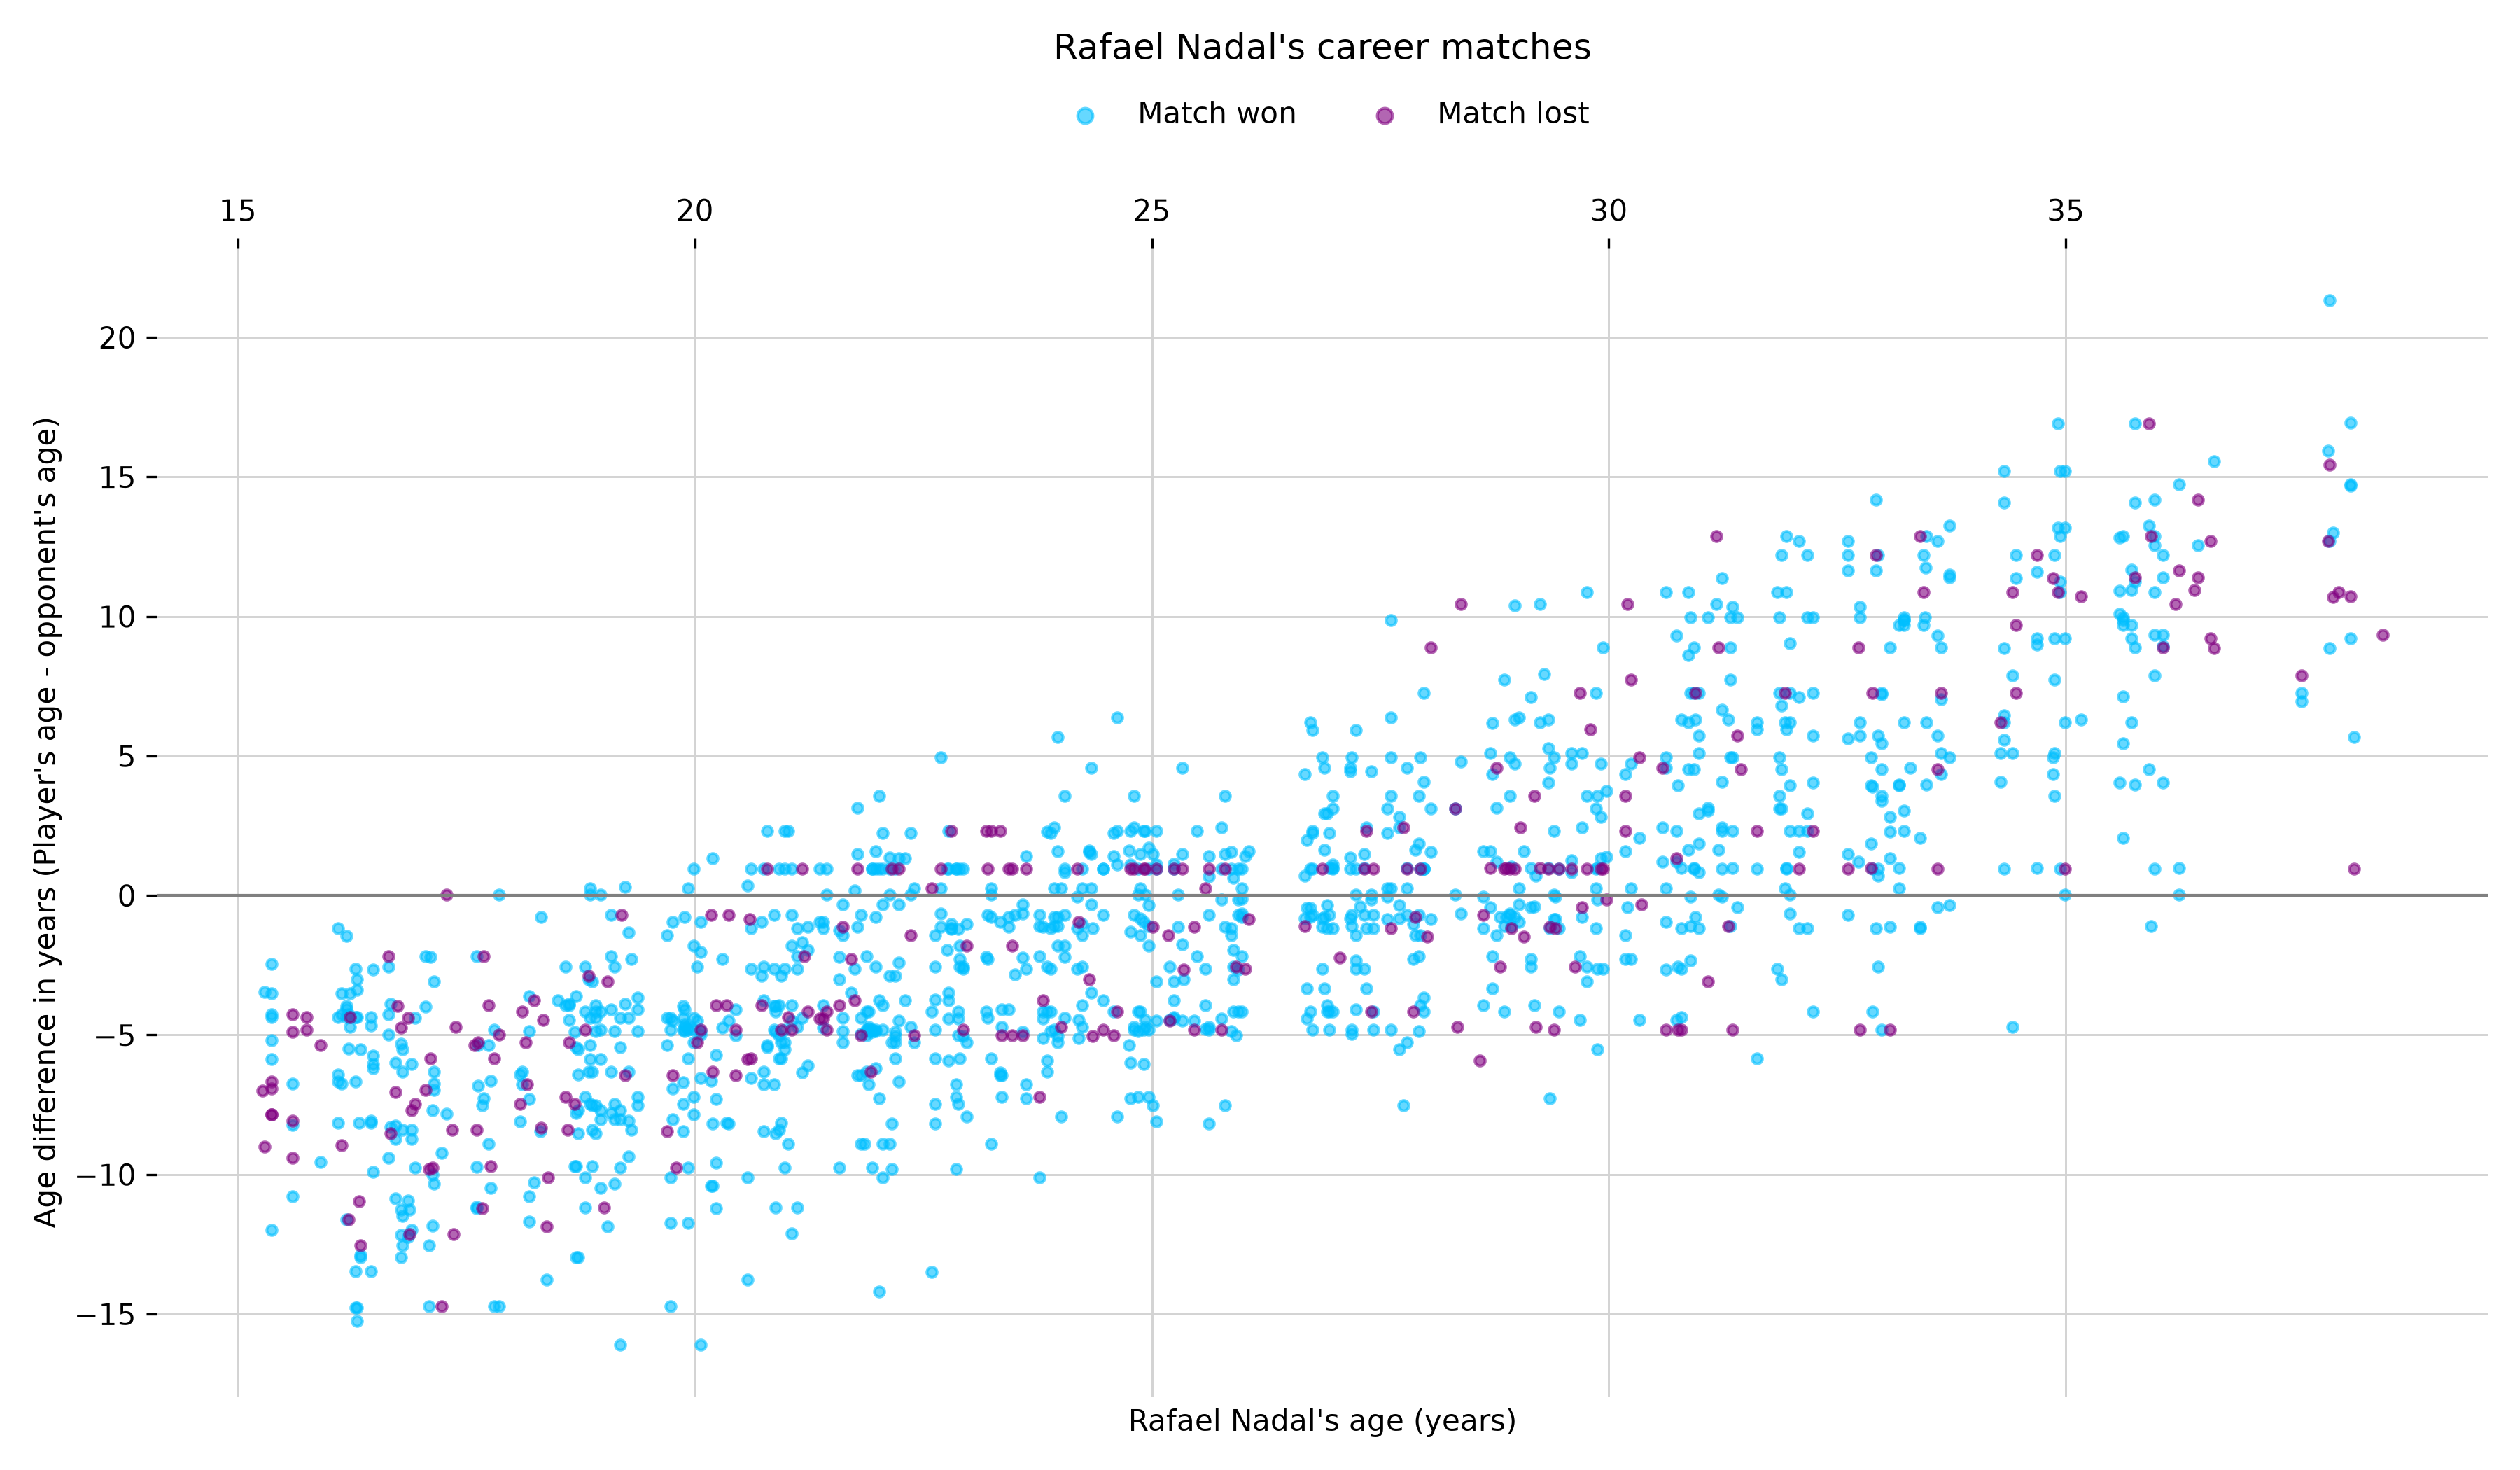 Rafael Nadal's career matches
Match won
Match lost
15
20
25
30
35
20
15
10
5
0
−5
−10
−15
Age difference in years (Player's age - opponent's age)
Rafael Nadal's age (years)